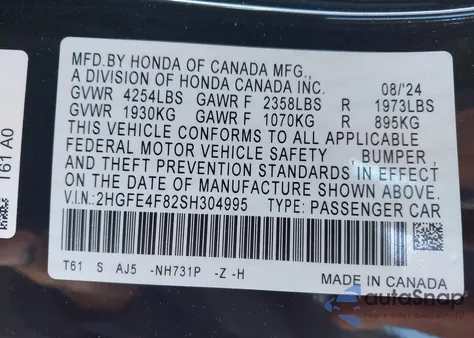 MFD.BY HONDA OF CANADA MFG.,
A DIVISION OF HONDA CANADA INC. 08/'24
GVWR 4254LBS GAWR F 2358LBS R 1973LBS
GVWR 1930KG GAWR F 1070KG R 895KG
THIS VEHICLE CONFORMS TO ALL APPLICABLE
FEDERAL MOTOR VEHICLE SAFETY, BUMPER,
AND THEFT PREVENTION STANDARDS IN EFFECT
ON THE DATE OF MANUFACTURE SHOWN ABOVE.
V.I.N.:2HGFE4F82SH304995 TYPE: PASSENGER CAR
T61 S AJ5 -NH731P -Z -H
MADE IN CANADA
T61 A0
autoSnap